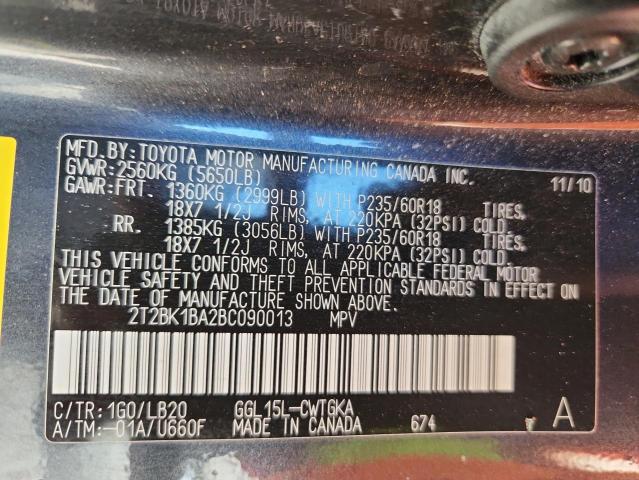 TOYOTA MOTOR MANUFACTURING CANADA
MFD.BY:TOYOTA MOTOR MANUFACTURING CANADA INC.
GVWR:2560KG (5650LB) 11/10
GAWR:FRT. 1360KG (2999LB) WITH P235/60R18 TIRES,
18X7 1/2J RIMS, AT 220KPA (32PSI) COLD.
RR. 1385KG (3056LB) WITH P235/60R18 TIRES,
18X7 1/2J RIMS, AT 220KPA (32PSI) COLD.
THIS VEHICLE CONFORMS TO ALL APPLICABLE FEDERAL MOTOR
VEHICLE SAFETY AND THEFT PREVENTION STANDARDS IN EFFECT ON
THE DATE OF MANUFACTURE SHOWN ABOVE.
2T2BK1BA2BC090013 MPV
C/TR:1G0/LB20 GGL15L-CWTGKA
A/TM:-01A/U660F MADE IN CANADA 674 A